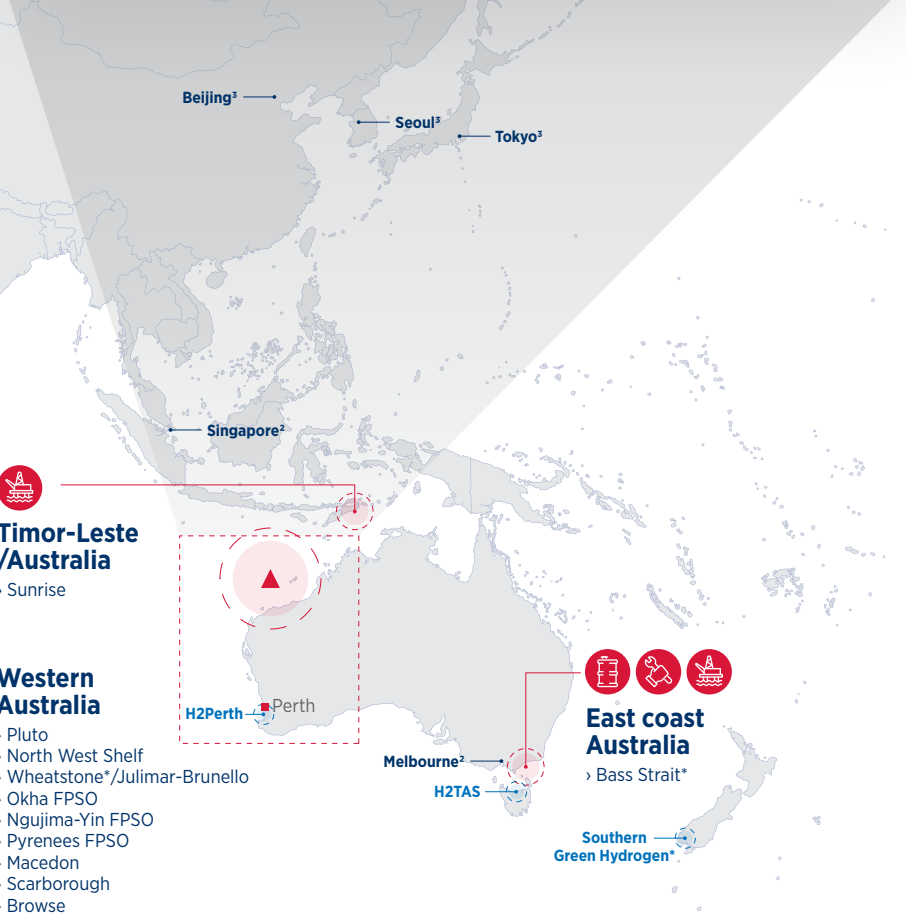 Beijing³
Seoul³
Tokyo³
Singapore²
Timor-Leste
/Australia
› Sunrise
Western
Australia
› Pluto
› North West Shelf
› Wheatstone*/Julimar-Brunello
› Okha FPSO
› Ngujima-Yin FPSO
› Pyrenees FPSO
› Macedon
› Scarborough
› Browse
H2Perth
Perth
Melbourne²
H2TAS
East coast
Australia
› Bass Strait*
Southern
Green Hydrogen*